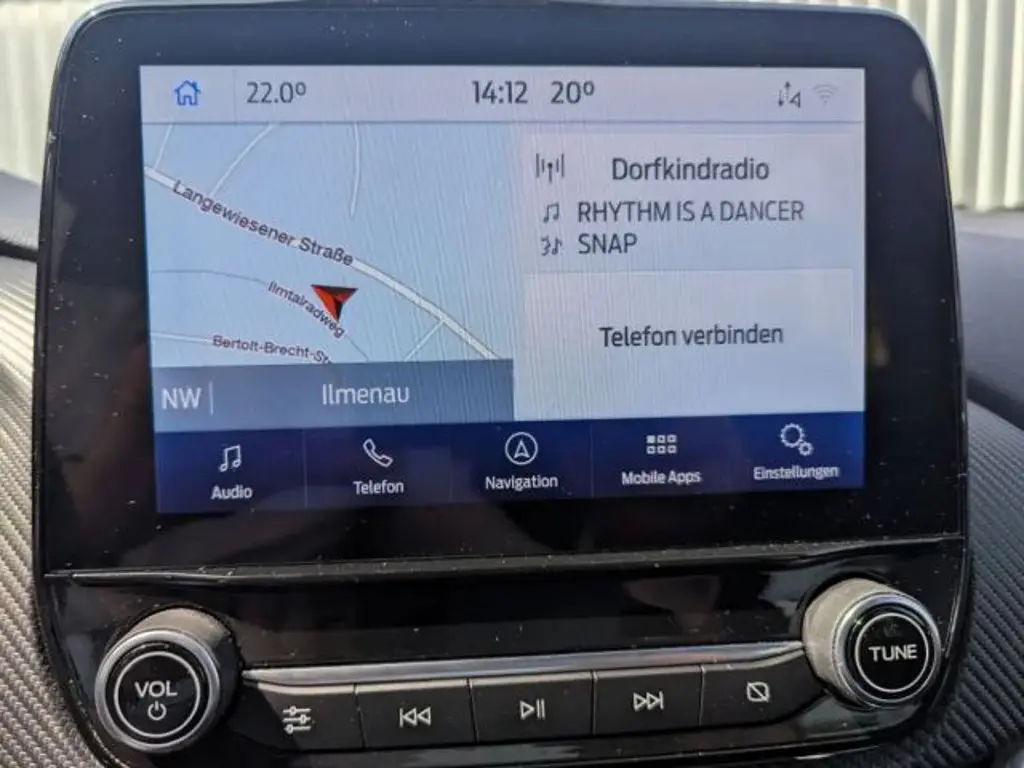 22.0° 14:12 20°
Dorfkindradio
RHYTHM IS A DANCER
SNAP
Telefon verbinden
Langewiesener Straße
Ilmtalradweg
Bertolt-Brecht-St
NW Ilmenau
Audio Telefon Navigation Mobile Apps Einstellungen
VOL
TUNE